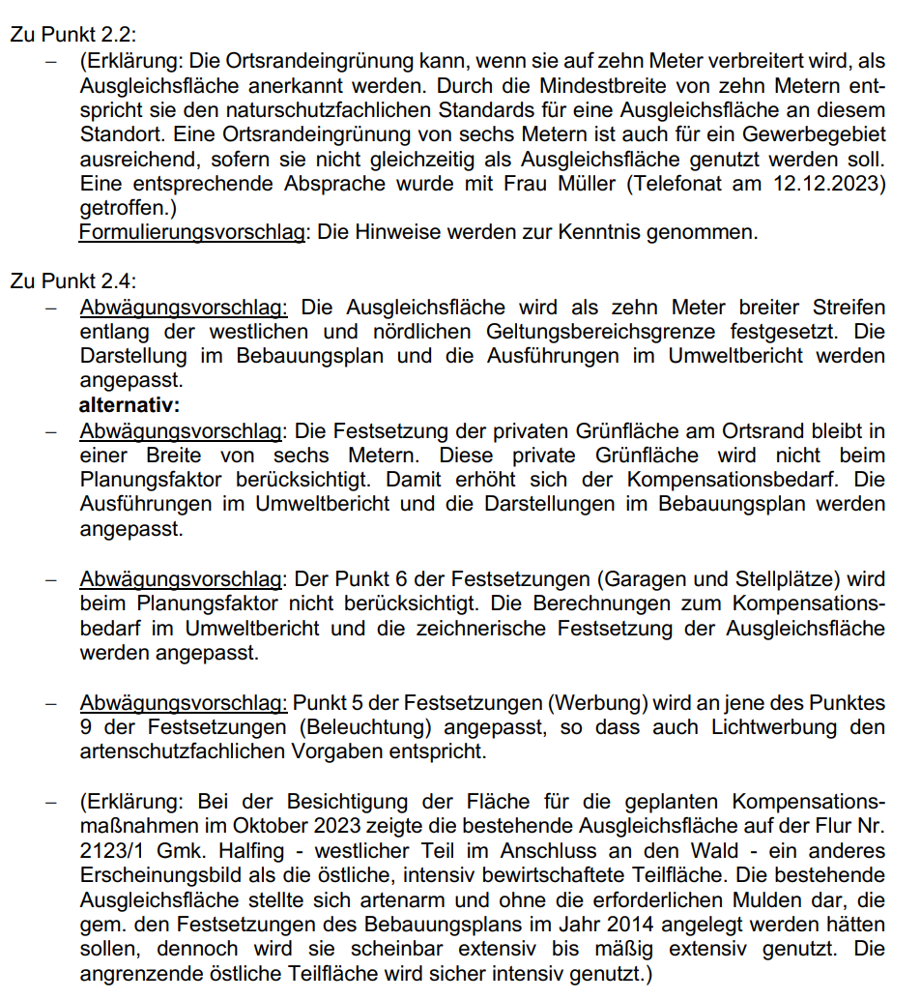 Zu Punkt 2.2:
– (Erklärung: Die Ortsrandeingrünung kann, wenn sie auf zehn Meter verbreitert wird, als
Ausgleichsfläche anerkannt werden. Durch die Mindestbreite von zehn Metern ent-
spricht sie den naturschutzfachlichen Standards für eine Ausgleichsfläche an diesem
Standort. Eine Ortsrandeingrünung von sechs Metern ist auch für ein Gewerbegebiet
ausreichend, sofern sie nicht gleichzeitig als Ausgleichsfläche genutzt werden soll.
Eine entsprechende Absprache wurde mit Frau Müller (Telefonat am 12.12.2023)
getroffen.)
Formulierungsvorschlag: Die Hinweise werden zur Kenntnis genommen.
Zu Punkt 2.4:
– Abwägungsvorschlag: Die Ausgleichsfläche wird als zehn Meter breiter Streifen
entlang der westlichen und nördlichen Geltungsbereichsgrenze festgesetzt. Die
Darstellung im Bebauungsplan und die Ausführungen im Umweltbericht werden
angepasst.
alternativ:
– Abwägungsvorschlag: Die Festsetzung der privaten Grünfläche am Ortsrand bleibt in
einer Breite von sechs Metern. Diese private Grünfläche wird nicht beim
Planungsfaktor berücksichtigt. Damit erhöht sich der Kompensationsbedarf. Die
Ausführungen im Umweltbericht und die Darstellungen im Bebauungsplan werden
angepasst.
– Abwägungsvorschlag: Der Punkt 6 der Festsetzungen (Garagen und Stellplätze) wird
beim Planungsfaktor nicht berücksichtigt. Die Berechnungen zum Kompensations-
bedarf im Umweltbericht und die zeichnerische Festsetzung der Ausgleichsfläche
werden angepasst.
– Abwägungsvorschlag: Punkt 5 der Festsetzungen (Werbung) wird an jene des Punktes
9 der Festsetzungen (Beleuchtung) angepasst, so dass auch Lichtwerbung den
artenschutzfachlichen Vorgaben entspricht.
– (Erklärung: Bei der Besichtigung der Fläche für die geplanten Kompensations-
maßnahmen im Oktober 2023 zeigte die bestehende Ausgleichsfläche auf der Flur Nr.
2123/1 Gmk. Halfing - westlicher Teil im Anschluss an den Wald - ein anderes
Erscheinungsbild als die östliche, intensiv bewirtschaftete Teilfläche. Die bestehende
Ausgleichsfläche stellte sich artenarm und ohne die erforderlichen Mulden dar, die
gem. den Festsetzungen des Bebauungsplans im Jahr 2014 angelegt werden hätten
sollen, dennoch wird sie scheinbar extensiv bis mäßig extensiv genutzt. Die
angrenzende östliche Teilfläche wird sicher intensiv genutzt.)